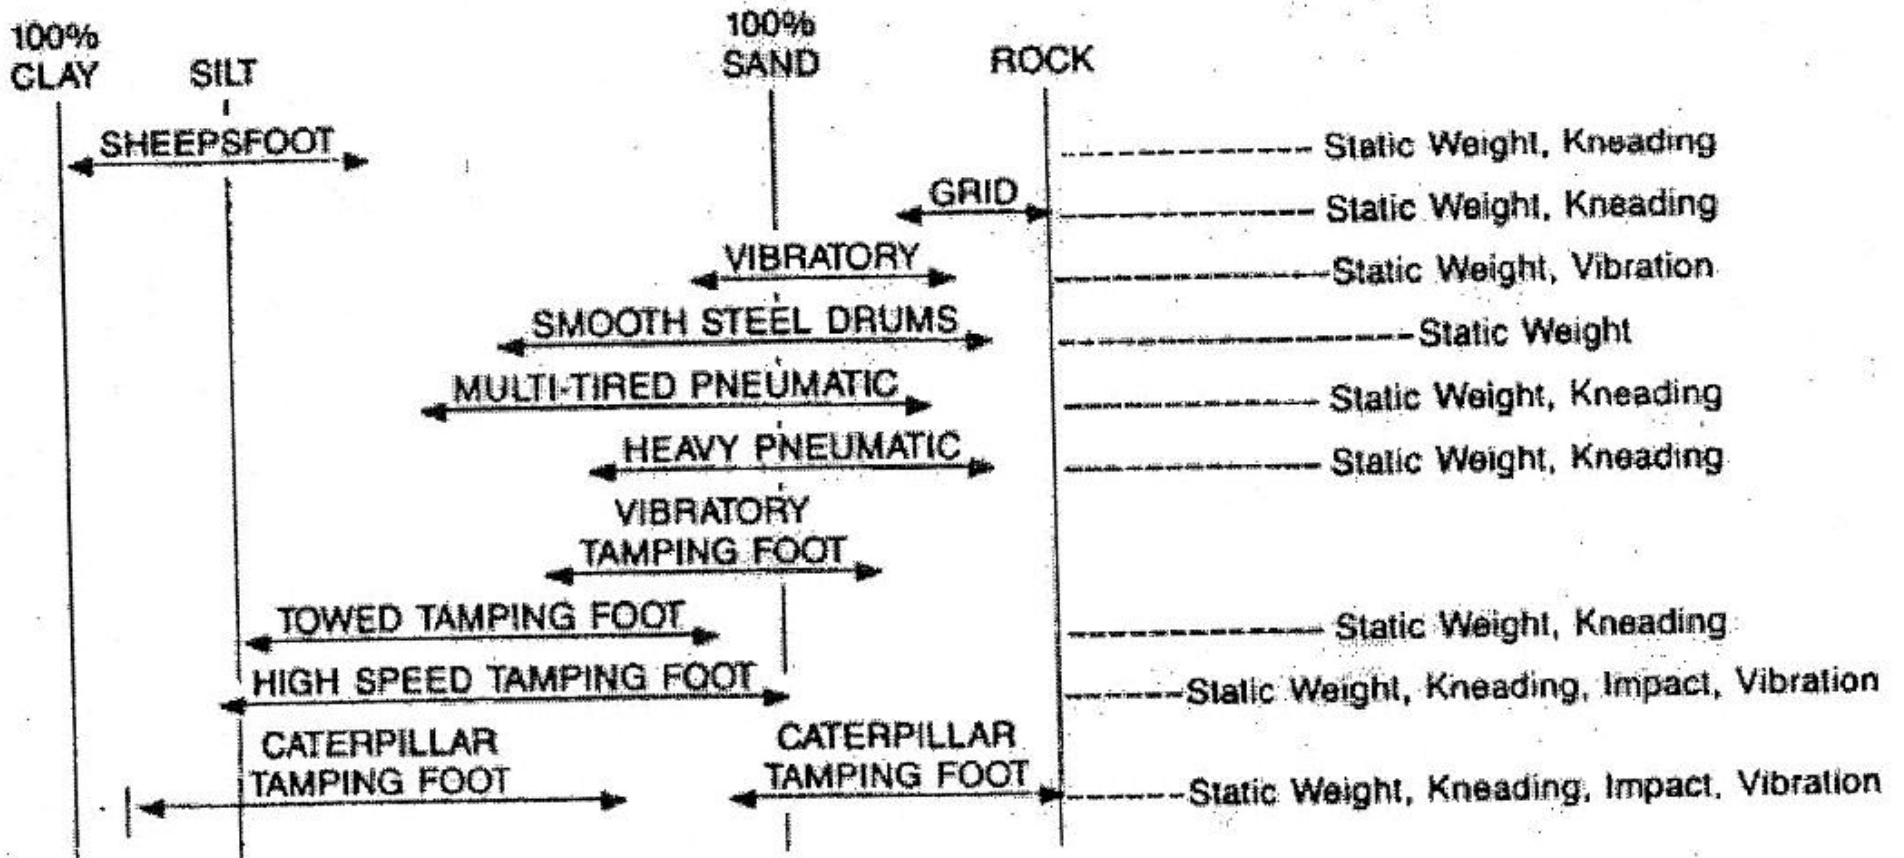 100%
CLAY
SILT
100%
SAND
ROCK
SHEEPSFOOT
Static Weight, Kneading
GRID
Static Weight, Kneading
VIBRATORY
Static Weight, Vibration
SMOOTH STEEL DRUMS
Static Weight
MULTI-TIRED PNEUMATIC
Static Weight, Kneading
HEAVY PNEUMATIC
Static Weight, Kneading
VIBRATORY
TAMPING FOOT
TOWED TAMPING FOOT
Static Weight, Kneading
HIGH SPEED TAMPING FOOT
Static Weight, Kneading, Impact, Vibration
CATERPILLAR
TAMPING FOOT
CATERPILLAR
TAMPING FOOT
Static Weight, Kneading, Impact, Vibration